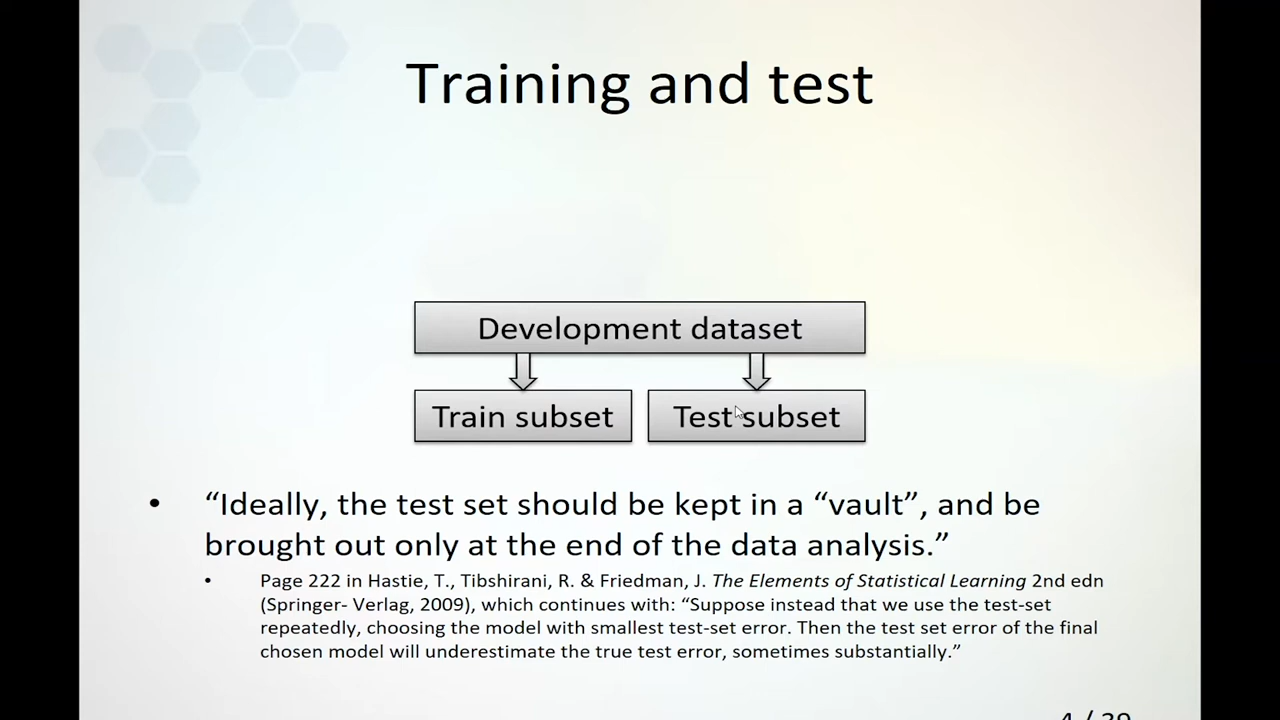 Training and test
Development dataset
Train subset
Test subset
• “Ideally, the test set should be kept in a “vault”, and be
brought out only at the end of the data analysis.”
• Page 222 in Hastie, T., Tibshirani, R. & Friedman, J. The Elements of Statistical Learning 2nd edn
(Springer- Verlag, 2009), which continues with: “Suppose instead that we use the test-set
repeatedly, choosing the model with smallest test-set error. Then the test set error of the final
chosen model will underestimate the true test error, sometimes substantially.”
4 / 39